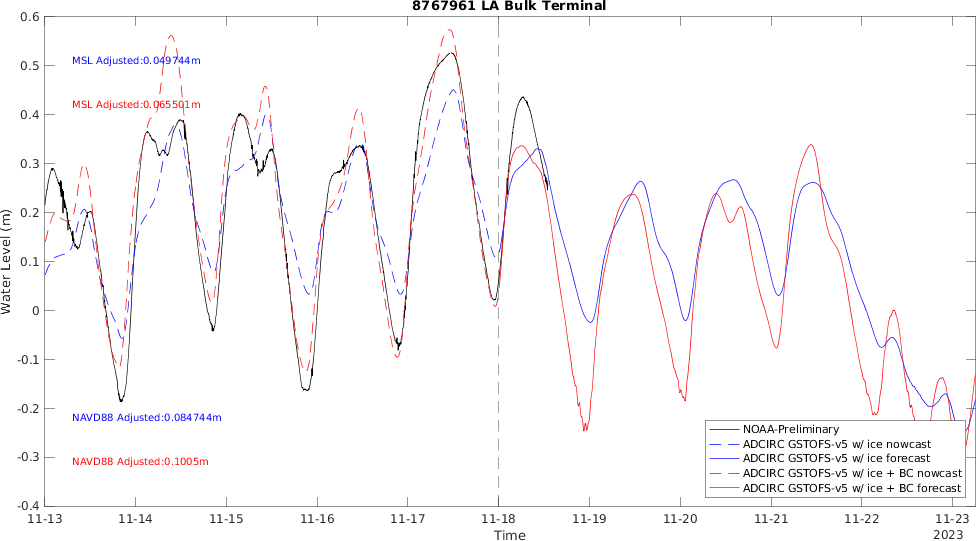 8767961 LA Bulk Terminal
0.6
0.5
0.4
0.3
0.2
0.1
0
-0.1
-0.2
-0.3
-0.4
Water Level (m)
MSL Adjusted:0.049744m
MSL Adjusted:0.065501m
NAVD88 Adjusted:0.084744m
NAVD88 Adjusted:0.1005m
NOAA-Preliminary
ADCIRC GSTOFS-v5 w/ ice nowcast
ADCIRC GSTOFS-v5 w/ ice forecast
ADCIRC GSTOFS-v5 w/ ice + BC nowcast
ADCIRC GSTOFS-v5 w/ ice + BC forecast
11-13 11-14 11-15 11-16 11-17 11-18 11-19 11-20 11-21 11-22 11-23
2023
Time